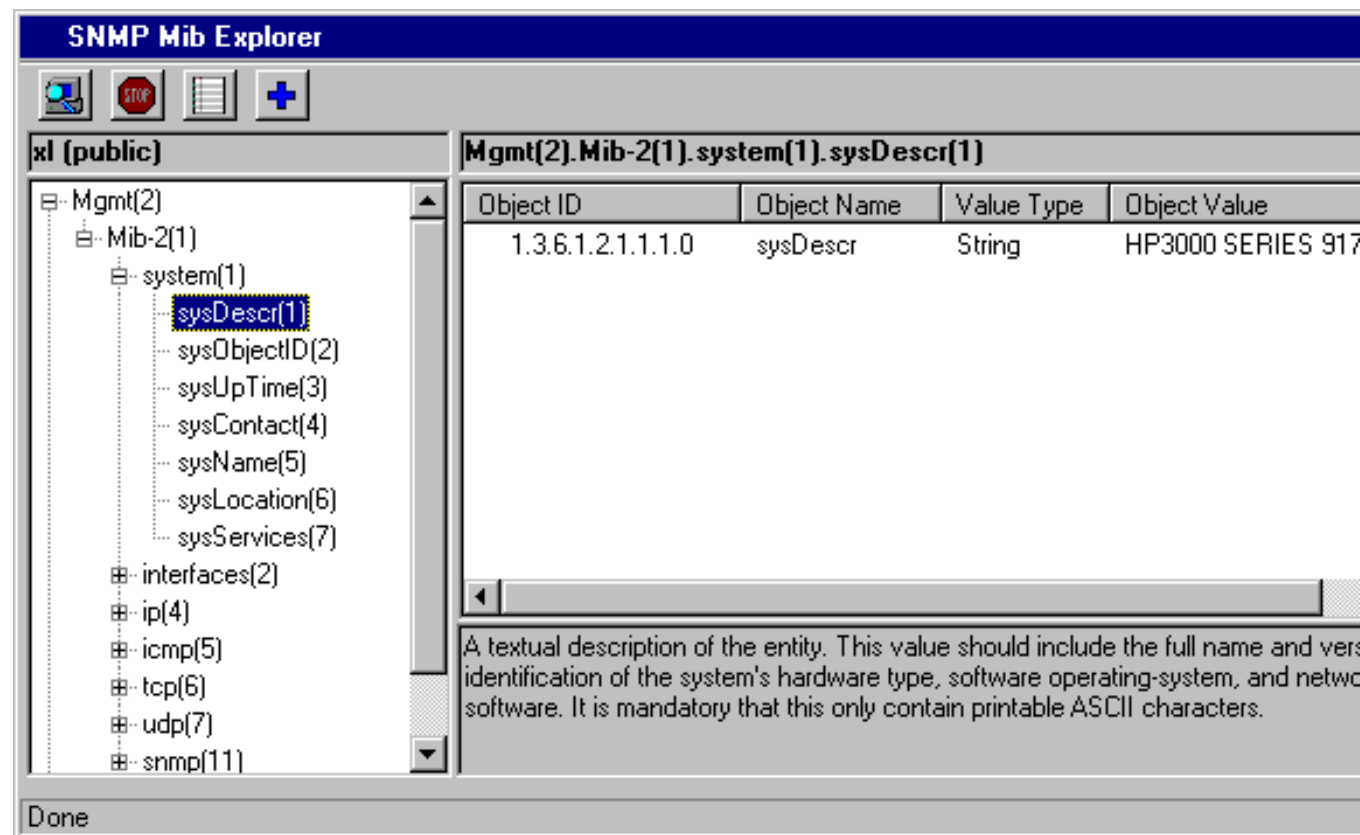 SNMP Mib Explorer
STOP
xl (public)
Mgmt(2)
Mib-2(1)
system(1)
sysDescr(1)
sysObjectID(2)
sysUpTime(3)
sysContact(4)
sysName(5)
sysLocation(6)
sysServices(7)
interfaces(2)
ip(4)
icmp(5)
tcp(6)
udp(7)
snmp(11)
Mgmt(2).Mib-2(1).system(1).sysDescr(1)
Object ID Object Name Value Type Object Value
1.3.6.1.2.1.1.1.0 sysDescr String HP3000 SERIES 917
A textual description of the entity. This value should include the full name and vers
identification of the system's hardware type, software operating-system, and netwo
software. It is mandatory that this only contain printable ASCII characters.
Done